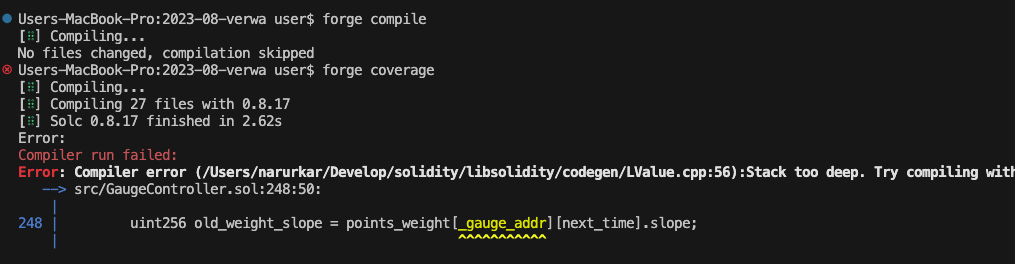 Users-MacBook-Pro:2023-08-verwa user$ forge compile
[⠿] Compiling...
No files changed, compilation skipped
Users-MacBook-Pro:2023-08-verwa user$ forge coverage
[⠿] Compiling...
[⠿] Compiling 27 files with 0.8.17
[⠿] Solc 0.8.17 finished in 2.62s
Error:
Compiler run failed:
Error: Compiler error (/Users/narurkar/Develop/solidity/libsolidity/codegen/LValue.cpp:56):Stack too deep. Try compiling with
--> src/GaugeController.sol:248:50:
|
248 | uint256 old_weight_slope = points_weight[_gauge_addr][next_time].slope;
| ^^^^^^^^^^^